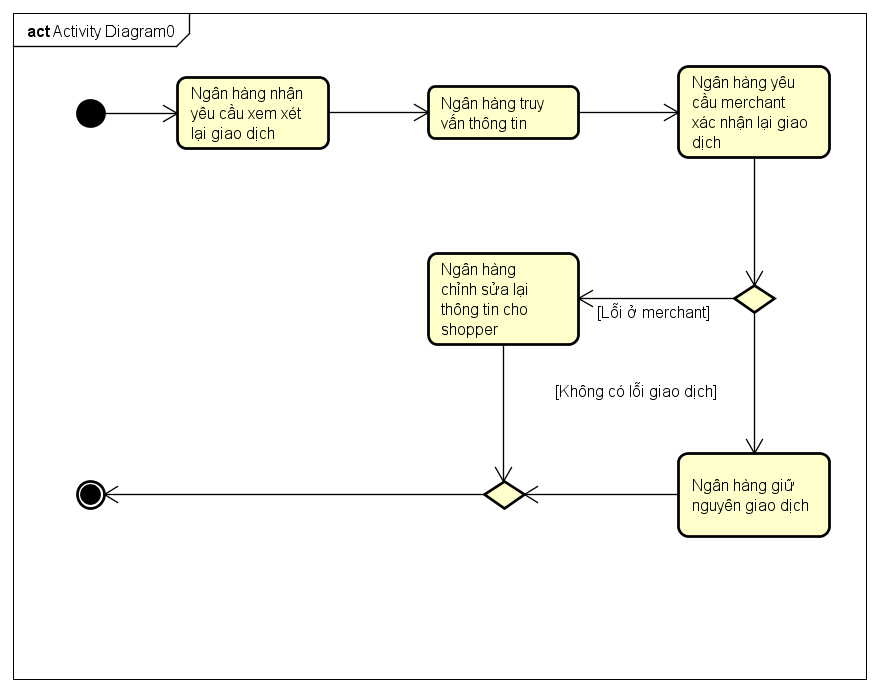 act Activity Diagram0
Ngân hàng nhận
yêu cầu xem xét
lại giao dịch
Ngân hàng truy
vấn thông tin
Ngân hàng yêu
cầu merchant
xác nhận lại giao
dịch
Ngân hàng
chỉnh sửa lại
thông tin cho
shopper
[Lỗi ở merchant]
[Không có lỗi giao dịch]
Ngân hàng giữ
nguyên giao dịch